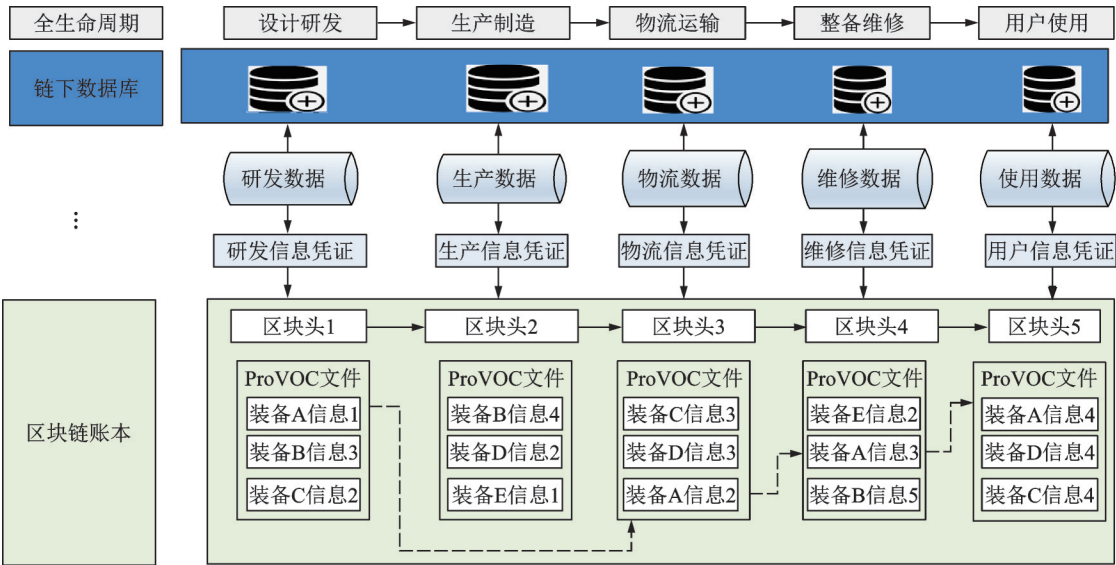 全生命周期
设计研发
生产制造
物流运输
整备维修
用户使用
链下数据库
研发数据
生产数据
物流数据
维修数据
使用数据
⋮
研发信息凭证
生产信息凭证
物流信息凭证
维修信息凭证
用户信息凭证
区块链账本
区块头1
区块头2
区块头3
区块头4
区块头5
ProVOC文件
装备A信息1
装备B信息3
装备C信息2
ProVOC文件
装备B信息4
装备D信息2
装备E信息1
ProVOC文件
装备C信息3
装备D信息3
装备A信息2
ProVOC文件
装备E信息2
装备A信息3
装备B信息5
ProVOC文件
装备A信息4
装备D信息4
装备C信息4